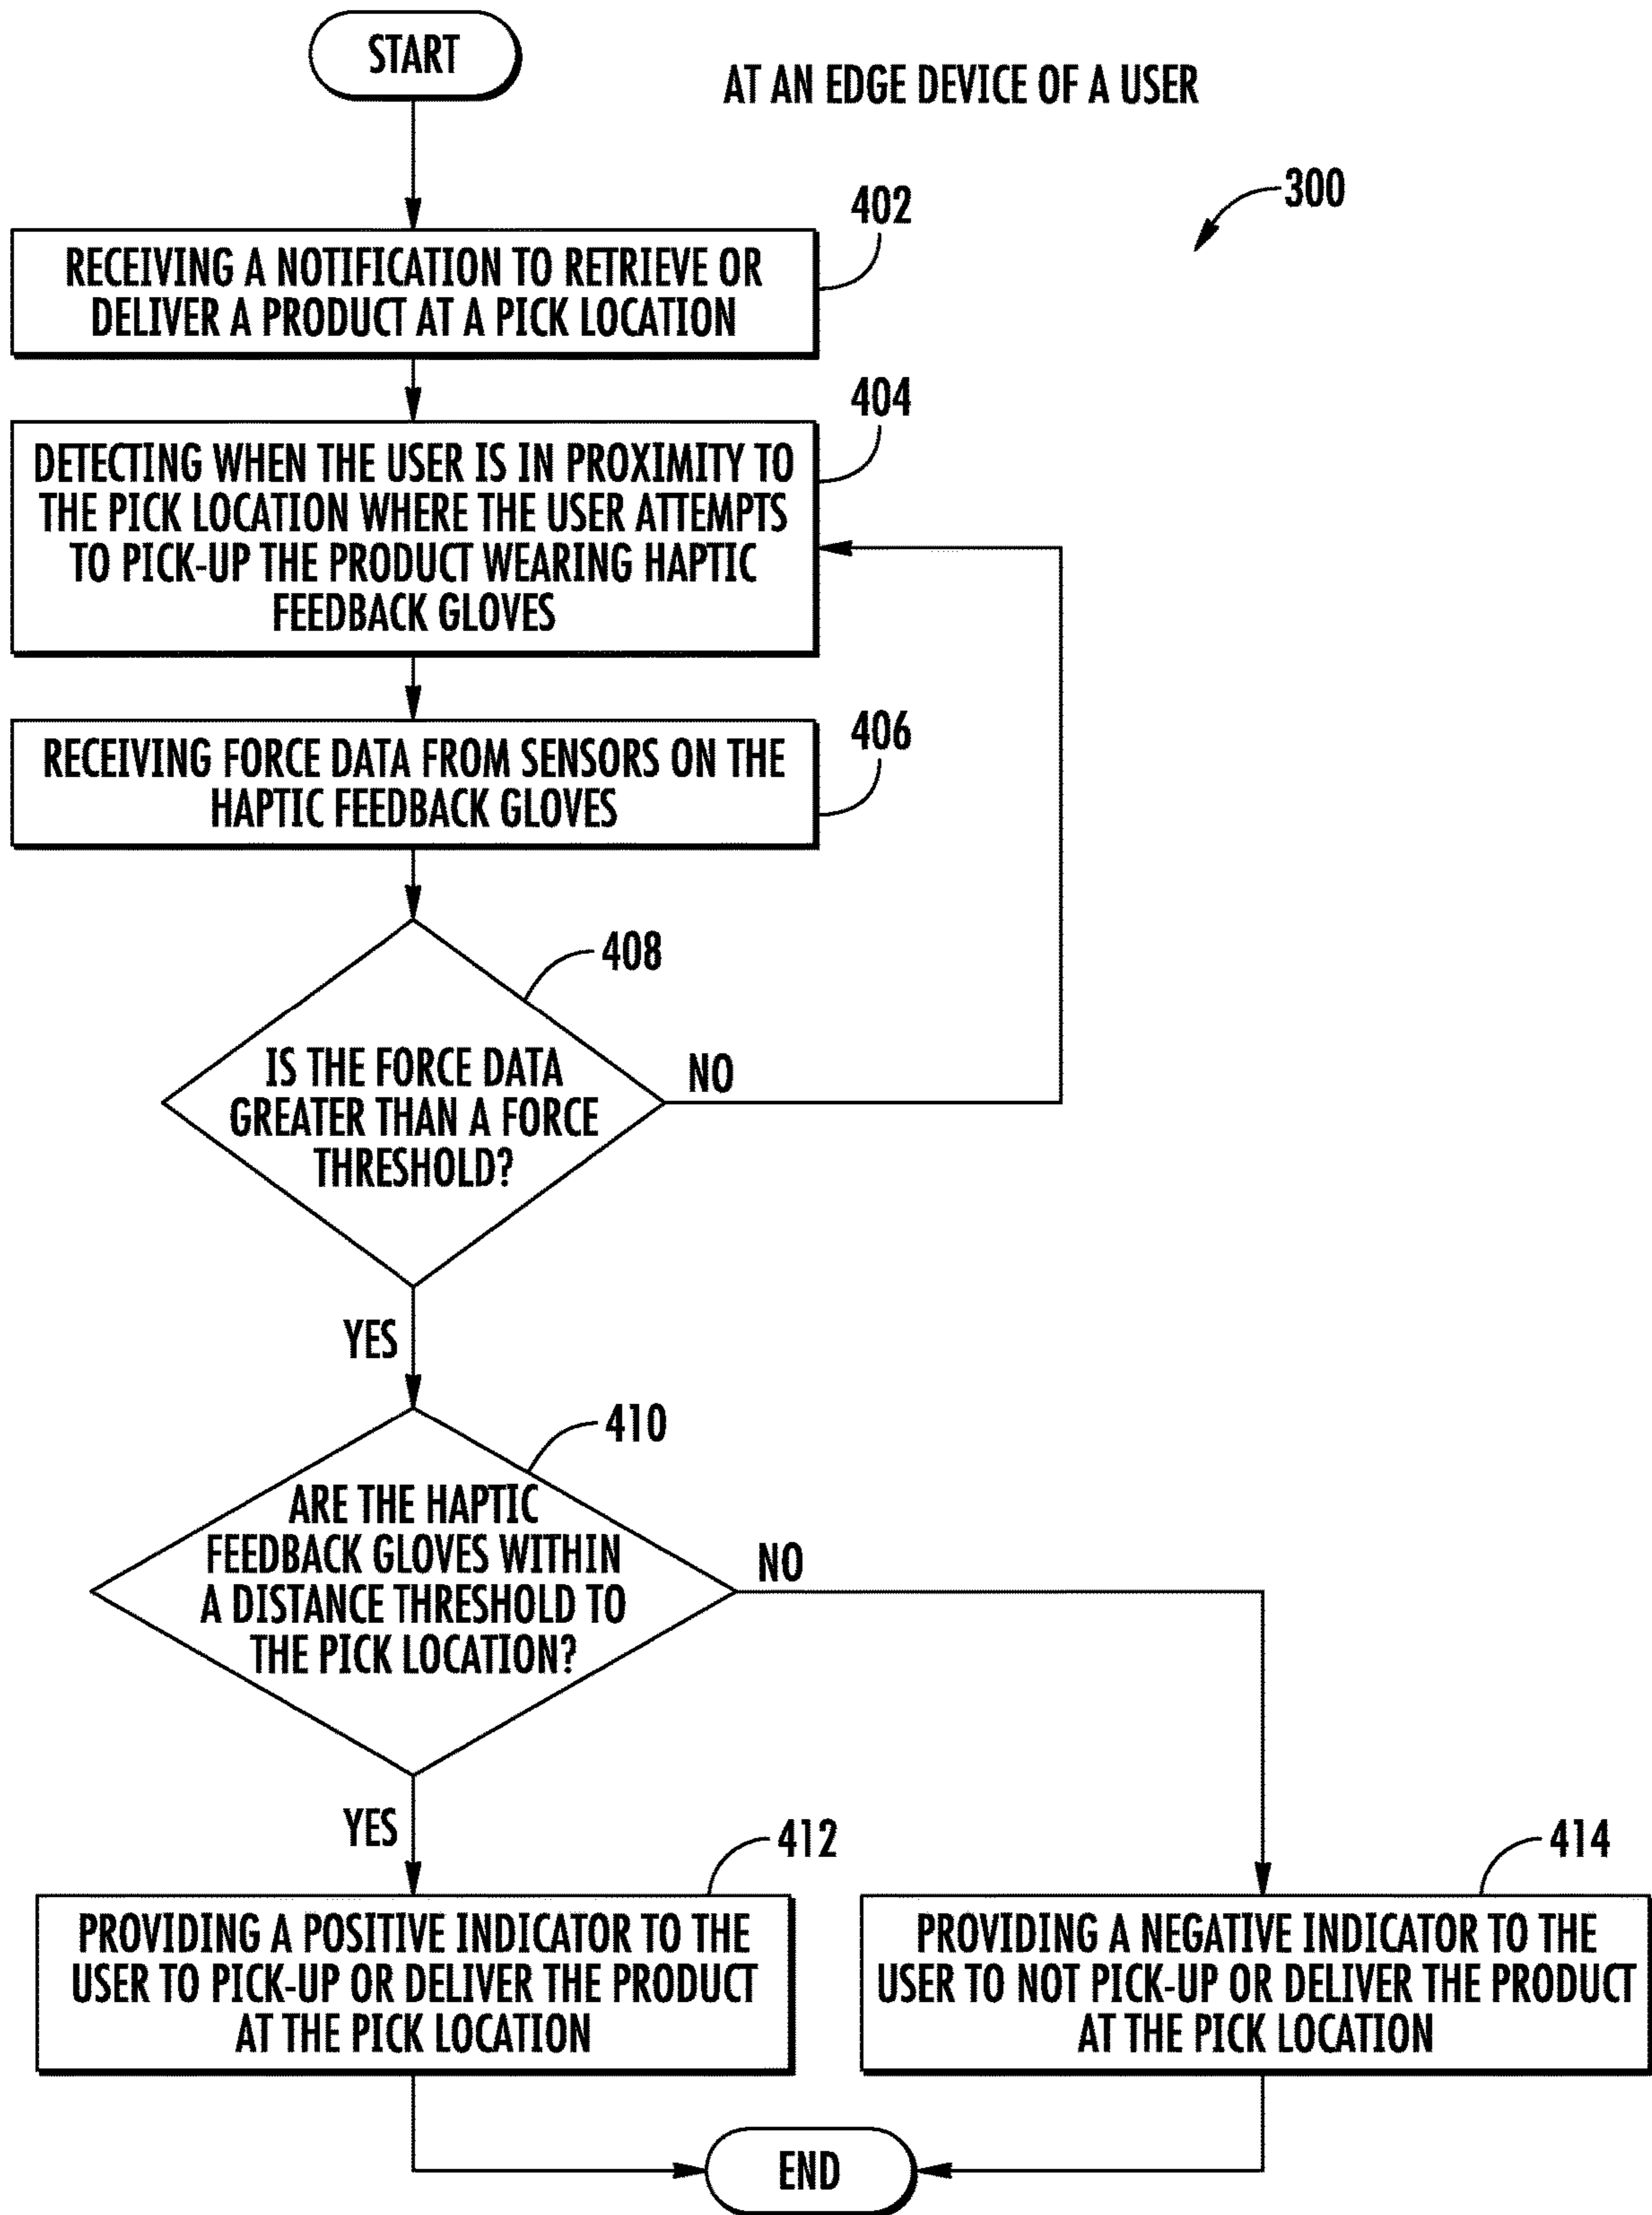 START
AT AN EDGE DEVICE OF A USER
300
402
RECEIVING A NOTIFICATION TO RETRIEVE OR
DELIVER A PRODUCT AT A PICK LOCATION
404
DETECTING WHEN THE USER IS IN PROXIMITY TO
THE PICK LOCATION WHERE THE USER ATTEMPTS
TO PICK-UP THE PRODUCT WEARING HAPTIC
FEEDBACK GLOVES
406
RECEIVING FORCE DATA FROM SENSORS ON THE
HAPTIC FEEDBACK GLOVES
408
IS THE FORCE DATA
GREATER THAN A FORCE
THRESHOLD?
NO
YES
410
ARE THE HAPTIC
FEEDBACK GLOVES WITHIN
A DISTANCE THRESHOLD TO
THE PICK LOCATION?
NO
YES
412
PROVIDING A POSITIVE INDICATOR TO THE
USER TO PICK-UP OR DELIVER THE PRODUCT
AT THE PICK LOCATION
414
PROVIDING A NEGATIVE INDICATOR TO THE
USER TO NOT PICK-UP OR DELIVER THE PRODUCT
AT THE PICK LOCATION
END